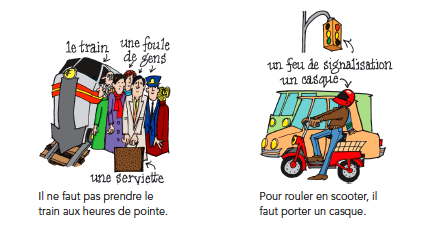 le train
une foule
de gens
une serviette
Il ne faut pas prendre le
train aux heures de pointe.
un feu de signalisation
un casque
Pour rouler en scooter, il
faut porter un casque.